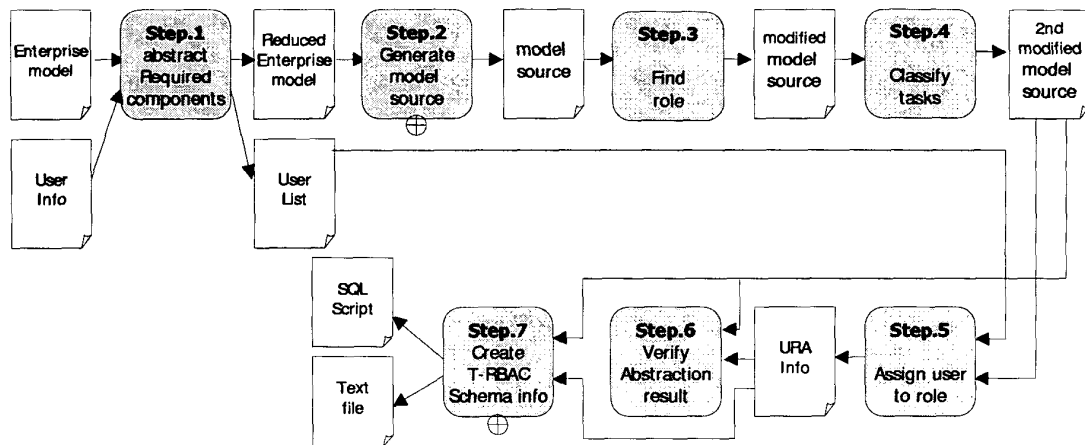 Enterprise
model
Step.1
abstract
Required
components
Reduced
Enterprise
model
Step.2
Generate
model
source
model
source
Step.3
Find
role
modified
model
source
Step.4
Classify
tasks
2nd
modified
model
source
User
Info
User
List
SQL
Script
Text
file
Step.7
Create
T-RBAC
Schema info
Step.6
Verify
Abstraction
result
URA
Info
Step.5
Assign user
to role